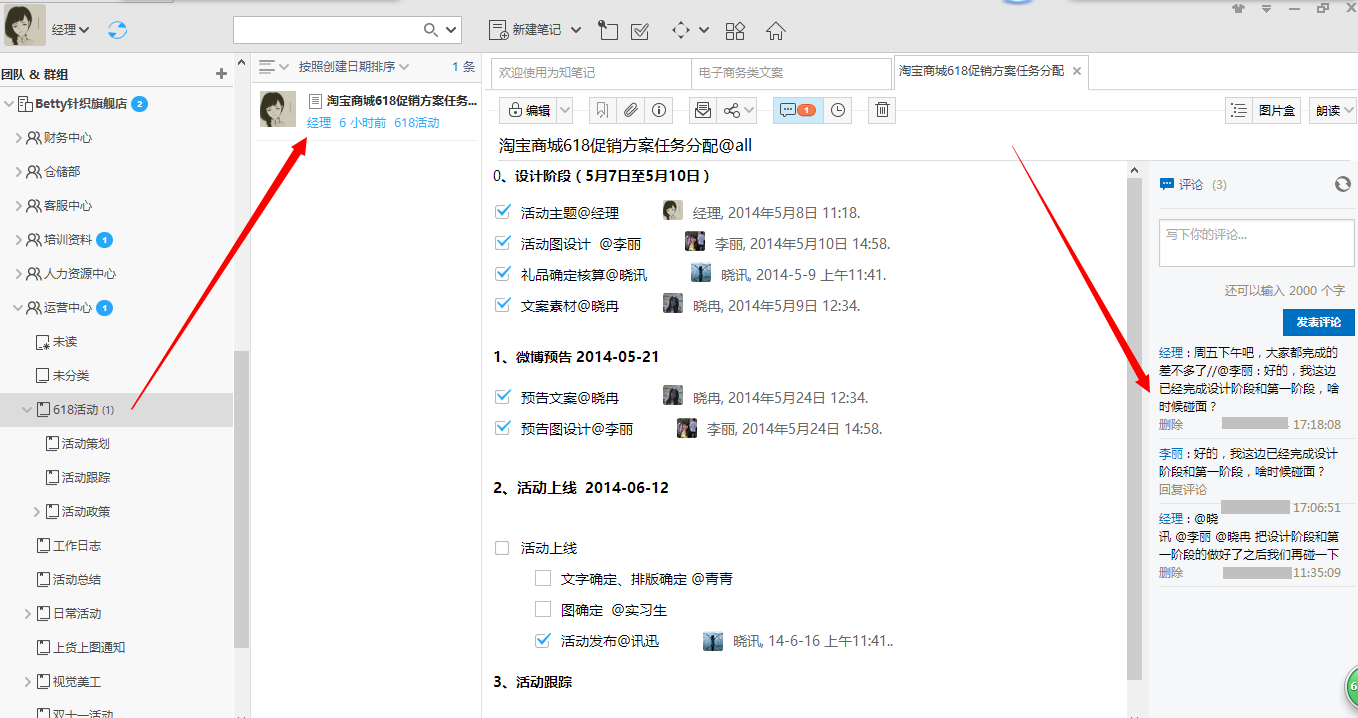 经理
新建笔记
团队 & 群组
Betty针织旗舰店 2
财务中心
仓储部
客服中心
培训资料 1
人力资源中心
运营中心 1
未读
未分类
618活动 (1)
活动策划
活动跟踪
活动政策
工作日志
活动总结
日常活动
上货上图通知
视觉美工
双十一活动
按照创建日期排序 1 条
淘宝商城618促销方案任务...
经理 6 小时前 618活动
欢迎使用为知笔记
电子商务类文案
淘宝商城618促销方案任务分配
编辑
1
图片盒
朗读
淘宝商城618促销方案任务分配@all
0、设计阶段（5月7日至5月10日）
活动主题@经理 经理, 2014年5月8日 11:18.
活动图设计 @李丽 李丽, 2014年5月10日 14:58.
礼品确定核算@晓讯 晓讯, 2014-5-9 上午11:41.
文案素材@晓冉 晓冉, 2014年5月9日 12:34.
1、微博预告 2014-05-21
预告文案@晓冉 晓冉, 2014年5月24日 12:34.
预告图设计@李丽 李丽, 2014年5月24日 14:58.
2、活动上线 2014-06-12
活动上线
文字确定、排版确定 @青青
图确定 @实习生
活动发布@讯迅 晓讯, 14-6-16 上午11:41..
3、活动跟踪
评论 (3)
写下你的评论...
还可以输入 2000 个字
发表评论
经理：周五下午吧，大家都完成的
差不多了//@李丽：好的，我这边
已经完成设计阶段和第一阶段，啥
时候碰面？
删除 17:18:08
李丽：好的，我这边已经完成设计
阶段和第一阶段，啥时候碰面？
回复评论
17:06:51
经理：@晓
讯 @李丽 @晓冉 把设计阶段和第
一阶段的做好了之后我们再碰一下
删除 11:35:09
6